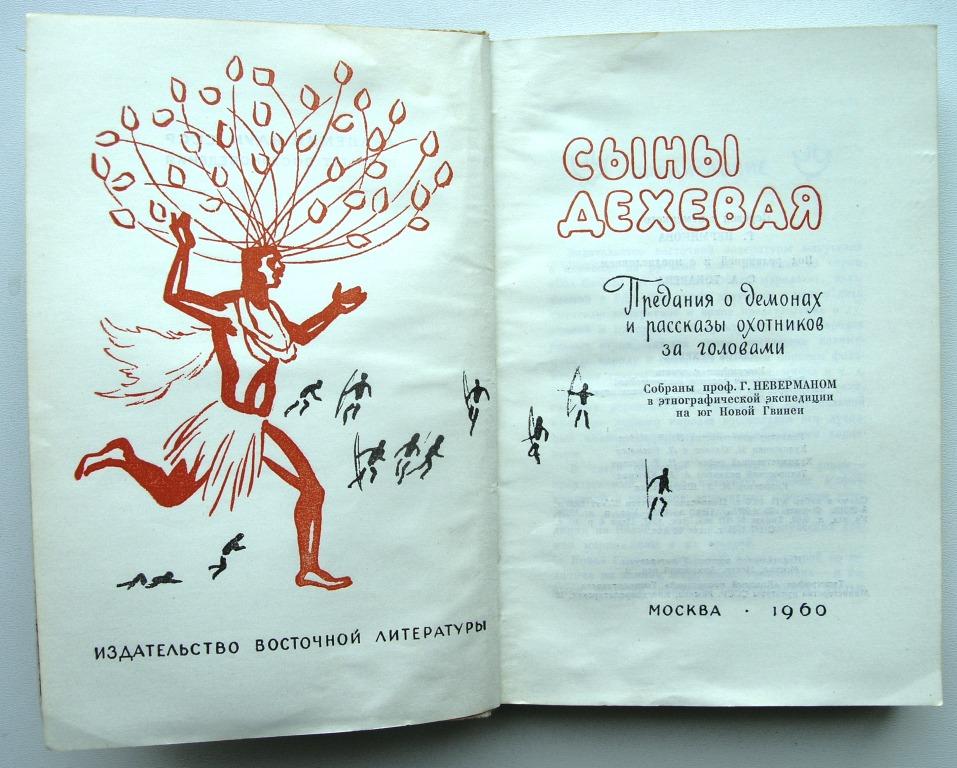 ИЗДАТЕЛЬСТВО ВОСТОЧНОЙ ЛИТЕРАТУРЫ
СЫНЫ
ДЕХЕВАЯ
Предания о демонах
и рассказы охотников
за головами
Собраны проф. Г. НЕВЕРМАНОМ
в этнографической экспедиции
на юг Новой Гвинеи
МОСКВА · 1960